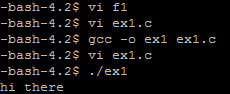 -bash-4.2$ vi f1
-bash-4.2$ vi ex1.c
-bash-4.2$ gcc -o ex1 ex1.c
-bash-4.2$ vi ex1.c
-bash-4.2$ ./ex1
hi there